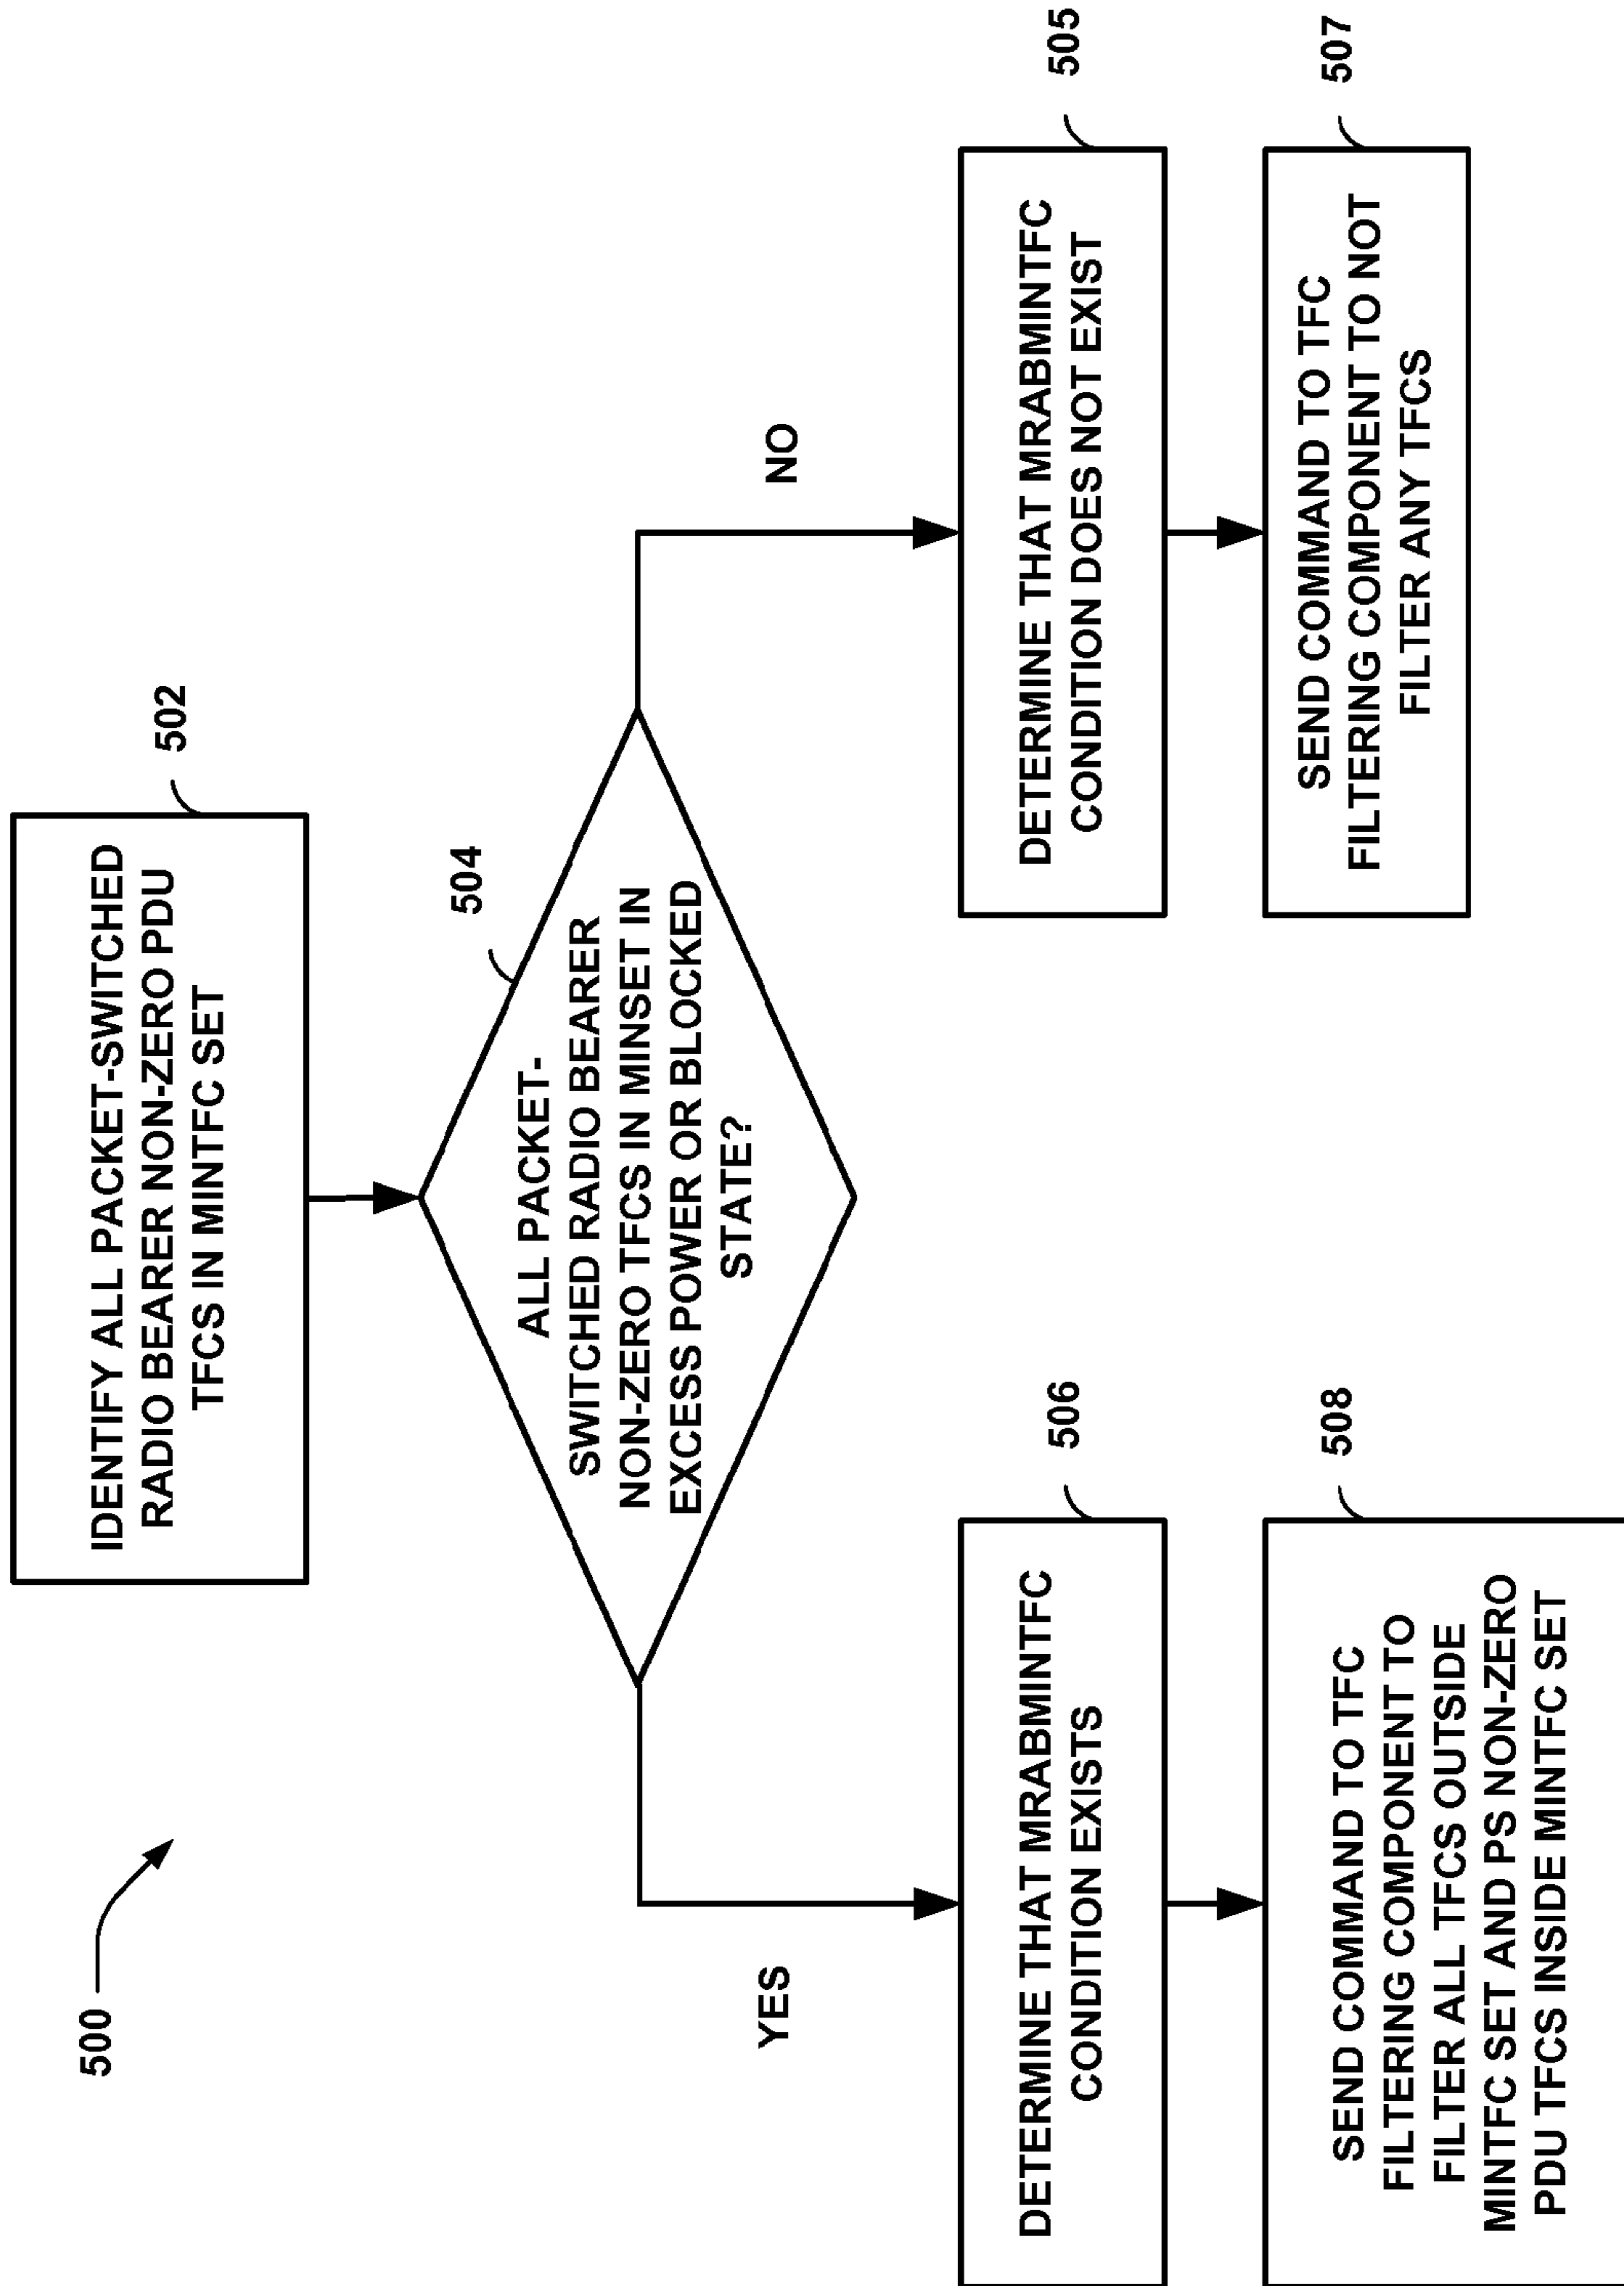 500
IDENTIFY ALL PACKET-SWITCHED
RADIO BEARER NON-ZERO PDU
TFCS IN MINTFC SET
502
504
ALL PACKET-
SWITCHED RADIO BEARER
NON-ZERO TFCS IN MINSET IN
EXCESS POWER OR BLOCKED
STATE?
YES
NO
506
DETERMINE THAT MRABMINTFC
CONDITION EXISTS
505
DETERMINE THAT MRABMINTFC
CONDITION DOES NOT EXIST
508
SEND COMMAND TO TFC
FILTERING COMPONENT TO
FILTER ALL TFCS OUTSIDE
MINTFC SET AND PS NON-ZERO
PDU TFCS INSIDE MINTFC SET
507
SEND COMMAND TO TFC
FILTERING COMPONENT TO NOT
FILTER ANY TFCS